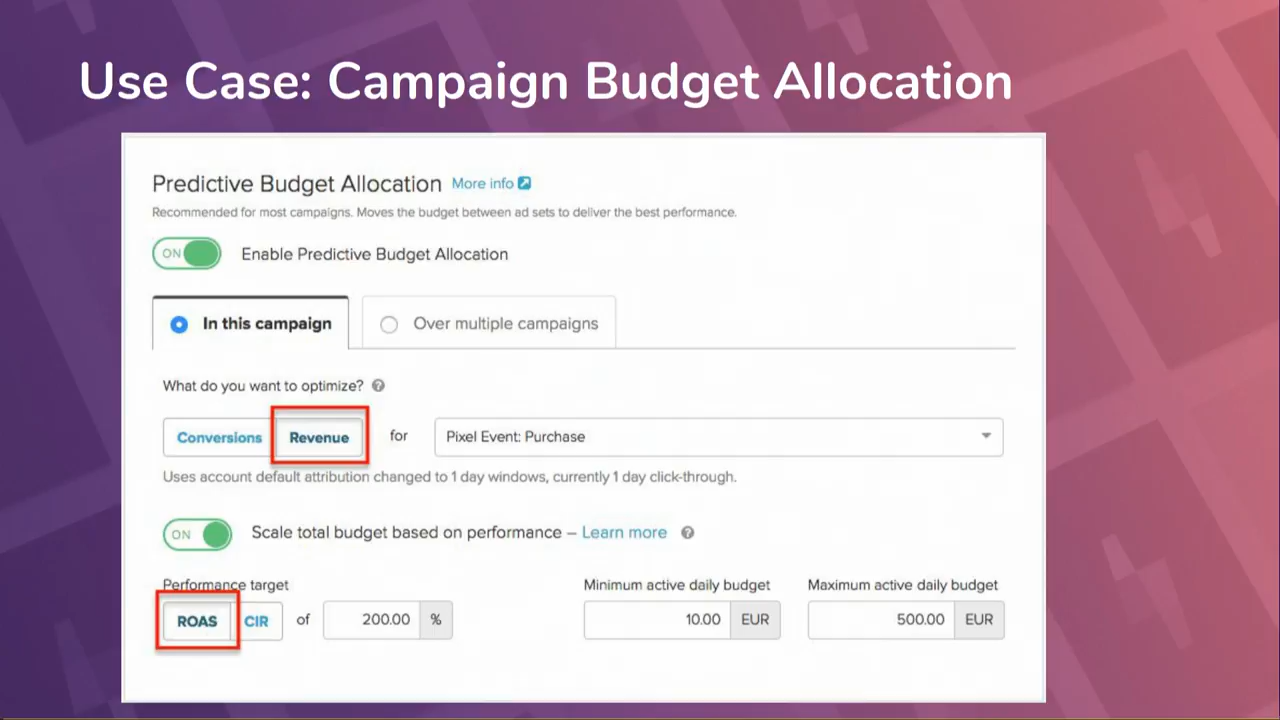 Use Case: Campaign Budget Allocation
Predictive Budget Allocation More info
Recommended for most campaigns. Moves the budget between ad sets to deliver the best performance.
ON Enable Predictive Budget Allocation
In this campaign Over multiple campaigns
What do you want to optimize? ?
Conversions Revenue for Pixel Event: Purchase
Uses account default attribution changed to 1 day windows, currently 1 day click-through.
ON Scale total budget based on performance – Learn more ?
Performance target Minimum active daily budget Maximum active daily budget
ROAS CIR of 200.00 % 10.00 EUR 500.00 EUR